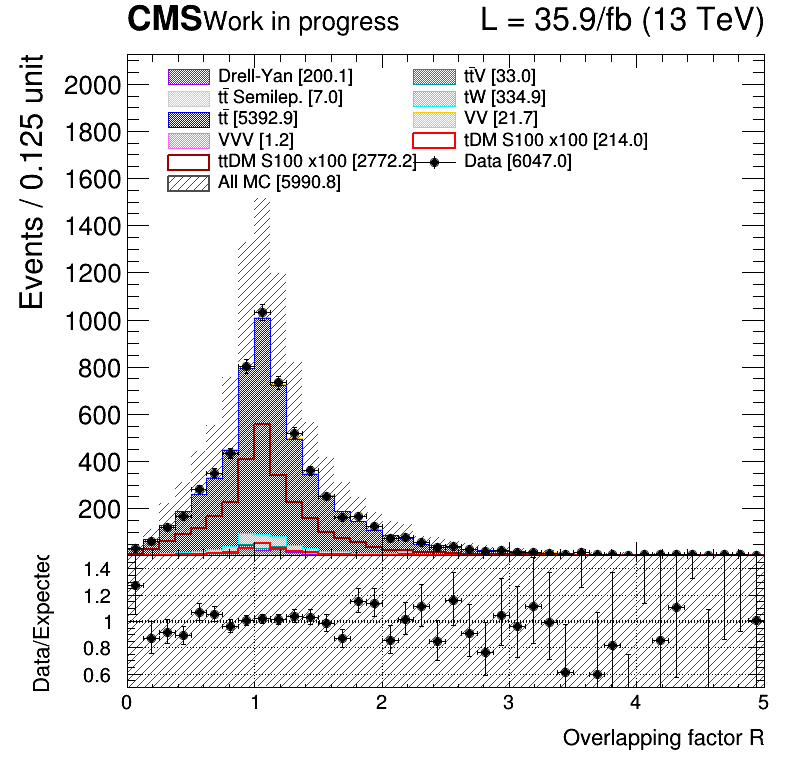 CMS Work in progress L = 35.9/fb (13 TeV)
Events / 0.125 unit
2000
1800
1600
1400
1200
1000
800
600
400
200
Drell-Yan [200.1] tt̄V [33.0]
tt̄ Semilep. [7.0] tW [334.9]
tt̄ [5392.9] VV [21.7]
VVV [1.2] tDM S100 x100 [214.0]
ttDM S100 x100 [2772.2] Data [6047.0]
All MC [5990.8]
Data/Expected
1.4
1.2
1
0.8
0.6
0 1 2 3 4 5
Overlapping factor R